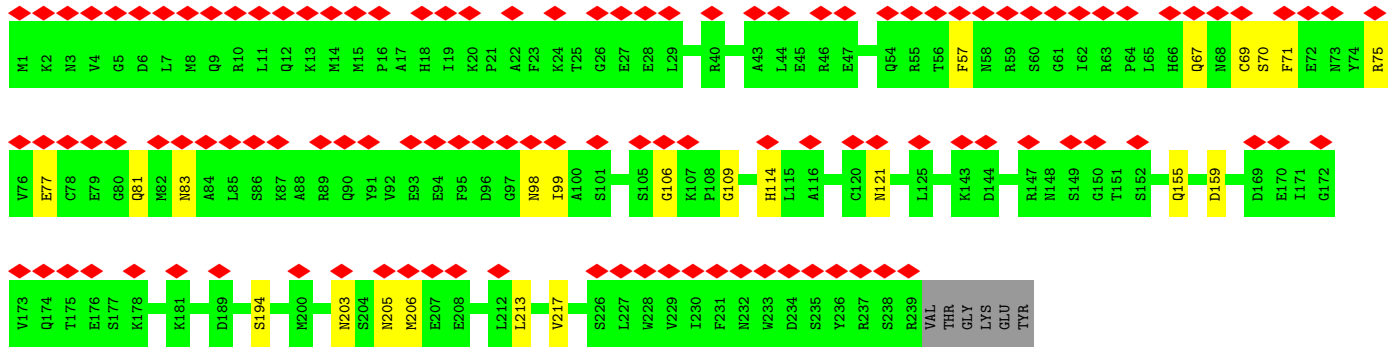 M1 K2 N3 V4 G5 D6 L7 M8 Q9 R10 L11 Q12 K13 M14 M15 P16 A17 H18 I19 K20 P21 A22 F23 K24 T25 G26 E27 E28 L29 R40 A43 L44 E45 R46 E47 Q54 R55 T56 F57 N58 R59 S60 G61 I62 R63 P64 L65 H66 Q67 N68 C69 S70 F71 E72 N73 Y74 R75
V76 E77 C78 E79 G80 Q81 M82 N83 A84 L85 S86 K87 A88 R89 Q90 Y91 V92 E93 E94 F95 D96 G97 N98 I99 A100 S101 S105 G106 K107 P108 G109 H114 L115 A116 C120 N121 L125 K143 D144 R147 N148 S149 G150 T151 S152 Q155 D159 D169 E170 I171 G172
V173 Q174 T175 E176 S177 K178 K181 D189 S194 M200 N203 S204 N205 M206 E207 E208 L212 L213 V217 S226 L227 W228 V229 I230 F231 N232 W233 D234 S235 Y236 R237 S238 R239 VAL THR GLY LYS GLU TYR